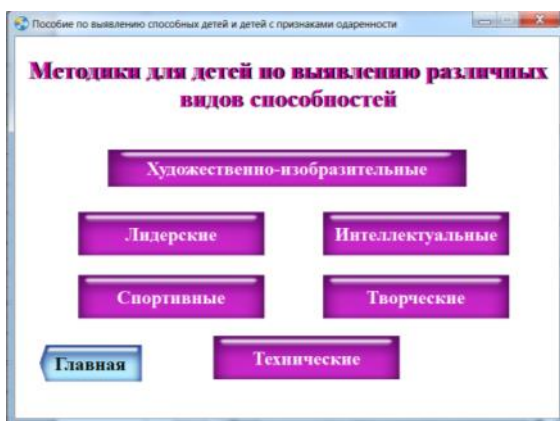 Пособие по выявлению способных детей и детей с признаками одаренности
Методики для детей по выявлению различных
видов способностей
Художественно-изобразительные
Лидерские
Интеллектуальные
Спортивные
Творческие
Технические
Главная